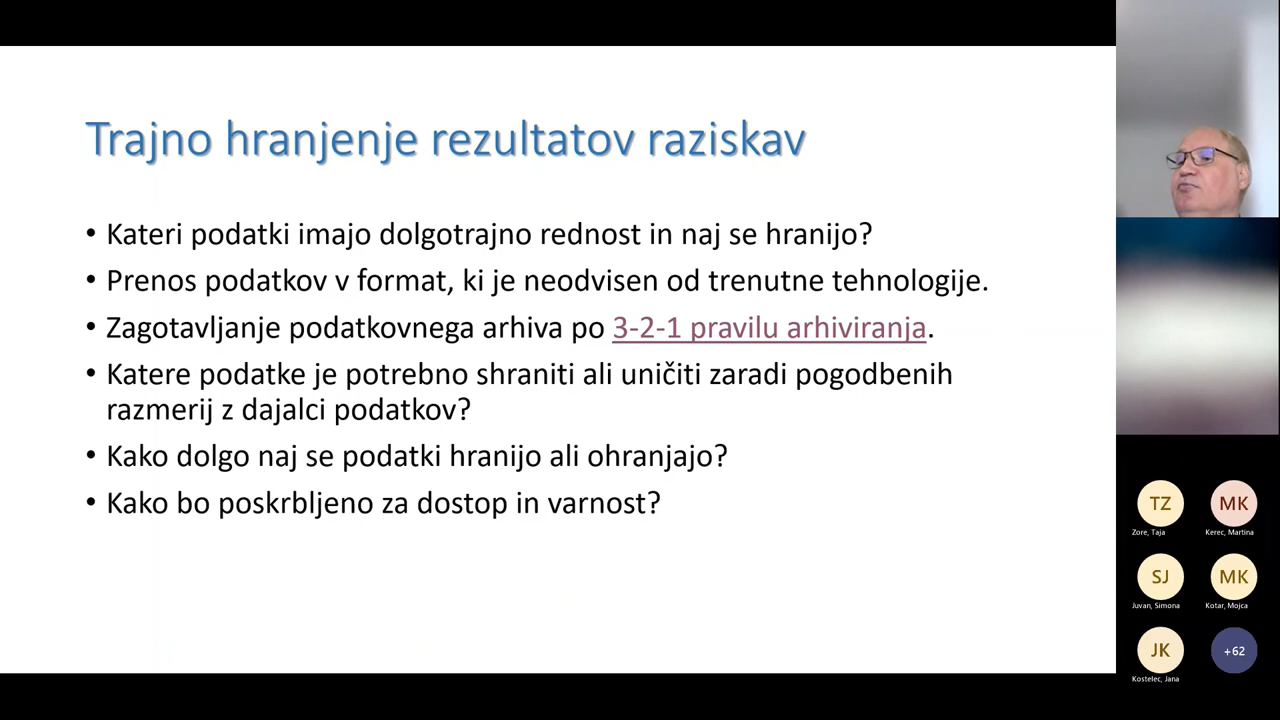 Trajno hranjenje rezultatov raziskav
• Kateri podatki imajo dolgotrajno rednost in naj se hranijo?
• Prenos podatkov v format, ki je neodvisen od trenutne tehnologije.
• Zagotavljanje podatkovnega arhiva po 3-2-1 pravilu arhiviranja.
• Katere podatke je potrebno shraniti ali uničiti zaradi pogodbenih
razmerij z dajalci podatkov?
• Kako dolgo naj se podatki hranijo ali ohranjajo?
• Kako bo poskrbljeno za dostop in varnost?
TZ
MK
Zore, Taja
Kerec, Martina
SJ
MK
Juvan, Simona
Kotar, Mojca
JK
+62
Kostelec, Jana